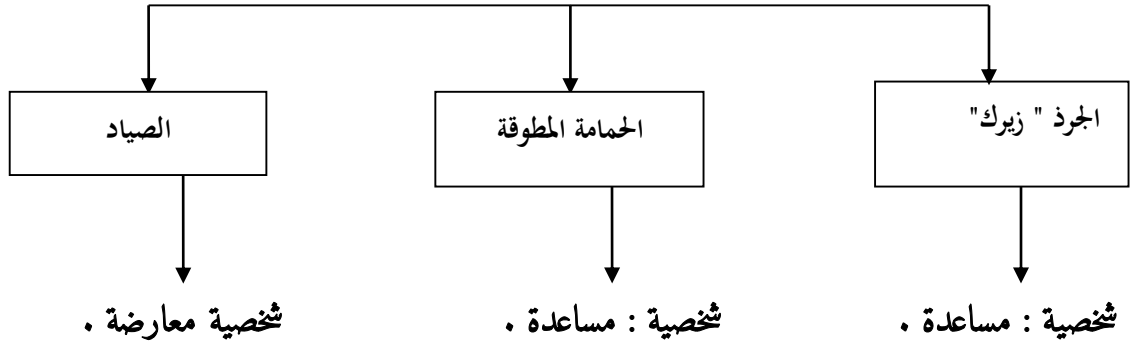 الجرذ " زيرك"
الحمامة المطوقة
الصياد
شخصية : مساعدة .
شخصية : مساعدة .
شخصية معارضة .